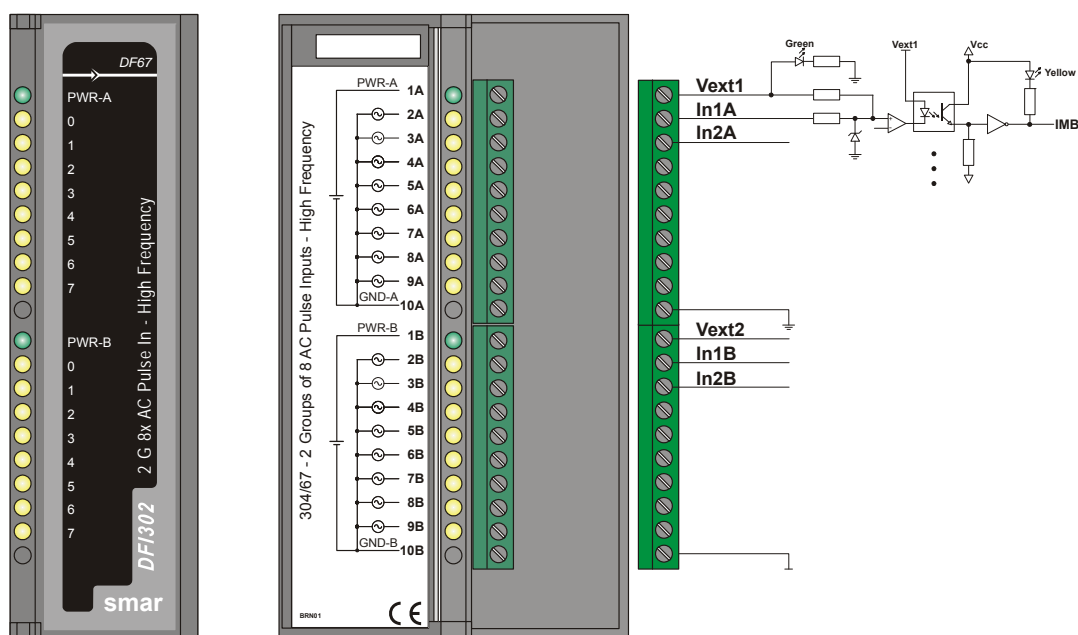 DF67
PWR-A
0
1
2
3
4
5
6
7
PWR-B
0
1
2
3
4
5
6
7
2 G 8x AC Pulse In - High Frequency
DFI302
smar
304/67 - 2 Groups of 8 AC Pulse Inputs - High Frequency
PWR-A
1A
2A
3A
4A
5A
6A
7A
8A
9A
GND-A
10A
PWR-B
1B
2B
3B
4B
5B
6B
7B
8B
9B
GND-B
10B
BRN01
CE
Vext1
In1A
In2A
Vext2
In1B
In2B
Green
Vext1
Vcc
Yellow
IMB